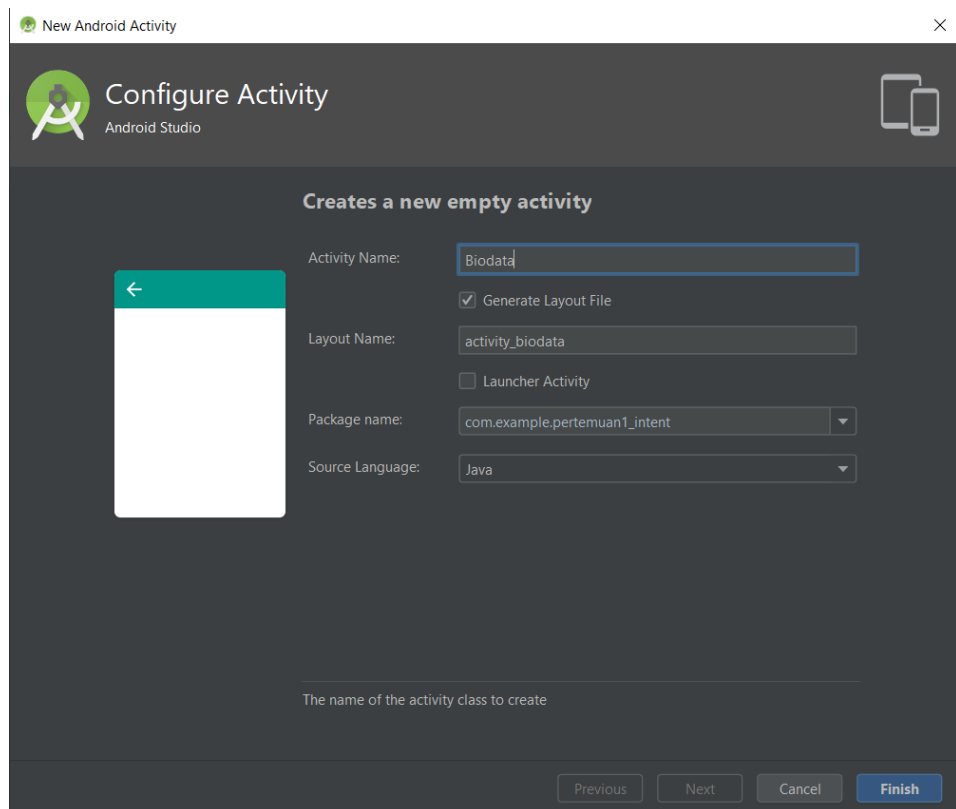 New Android Activity
Configure Activity
Android Studio
Creates a new empty activity
Activity Name:
Biodata
Generate Layout File
Layout Name:
activity_biodata
Launcher Activity
Package name:
com.example.pertemuan1_intent
Source Language:
Java
The name of the activity class to create
Previous
Next
Cancel
Finish